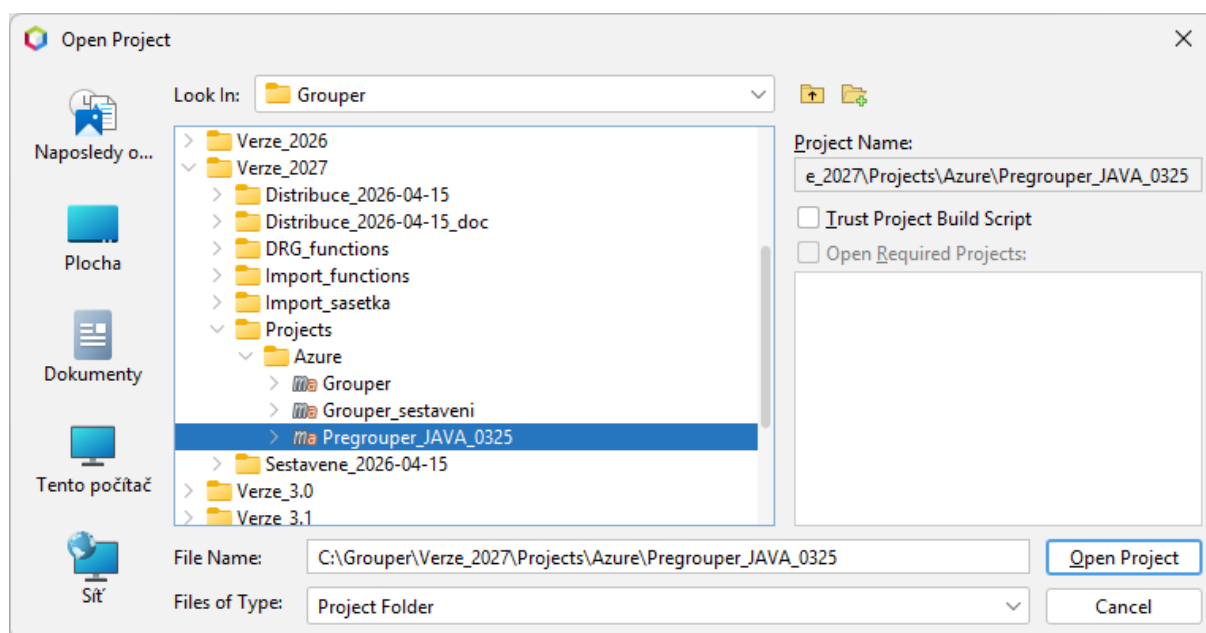 Open Project
Look In:
Grouper
Naposledy o...
Plocha
Dokumenty
Tento počítač
Síť
Verze_2026
Verze_2027
Distribuce_2026-04-15
Distribuce_2026-04-15_doc
DRG_functions
Import_functions
Import_sasetka
Projects
Azure
Grouper
Grouper_sestaveni
Pregrouper_JAVA_0325
Sestavene_2026-04-15
Verze_3.0
Verze_3.1
Project Name:
e_2027\Projects\Azure\Pregrouper_JAVA_0325
Trust Project Build Script
Open Required Projects:
File Name:
C:\Grouper\Verze_2027\Projects\Azure\Pregrouper_JAVA_0325
Open Project
Files of Type:
Project Folder
Cancel